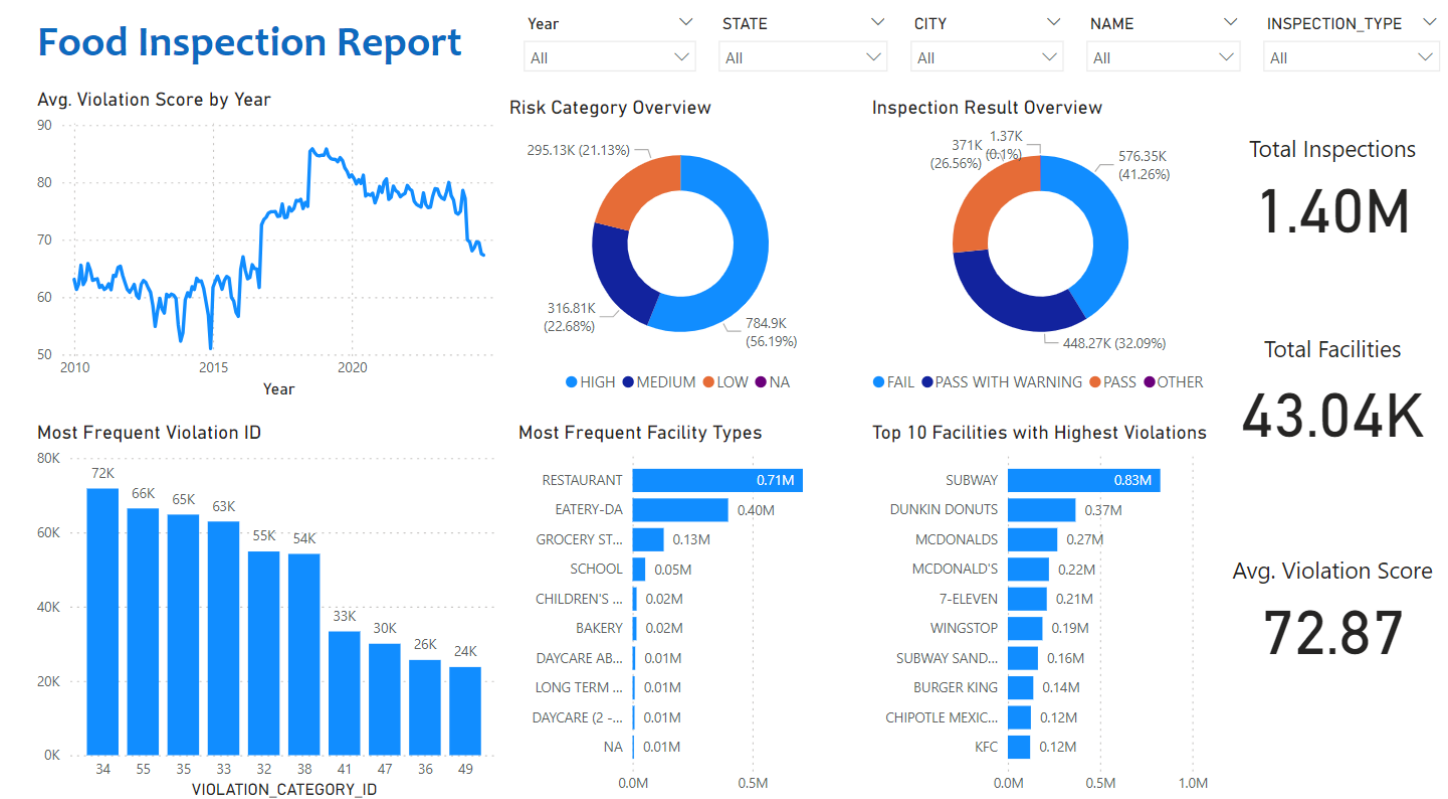 Food Inspection Report
Year
All
STATE
All
CITY
All
NAME
All
INSPECTION_TYPE
All
Avg. Violation Score by Year
90
80
70
60
50
2010
2015
2020
Year
Risk Category Overview
295.13K (21.13%)
316.81K
(22.68%)
784.9K
(56.19%)
HIGH
MEDIUM
LOW
NA
Inspection Result Overview
1.37K
(0.1%)
371K
(26.56%)
576.35K
(41.26%)
448.27K (32.09%)
FAIL
PASS WITH WARNING
PASS
OTHER
Total Inspections
1.40M
Total Facilities
43.04K
Avg. Violation Score
72.87
Most Frequent Violation ID
80K
60K
40K
20K
0K
72K
66K
65K
63K
55K
54K
33K
30K
26K
24K
34
55
35
33
32
38
41
47
36
49
VIOLATION_CATEGORY_ID
Most Frequent Facility Types
RESTAURANT 0.71M
EATERY-DA 0.40M
GROCERY ST... 0.13M
SCHOOL 0.05M
CHILDREN'S ... 0.02M
BAKERY 0.02M
DAYCARE AB... 0.01M
LONG TERM ... 0.01M
DAYCARE (2 -... 0.01M
NA 0.01M
0.0M
0.5M
Top 10 Facilities with Highest Violations
SUBWAY 0.83M
DUNKIN DONUTS 0.37M
MCDONALDS 0.27M
MCDONALD'S 0.22M
7-ELEVEN 0.21M
WINGSTOP 0.19M
SUBWAY SAND... 0.16M
BURGER KING 0.14M
CHIPOTLE MEXIC... 0.12M
KFC 0.12M
0.0M
0.5M
1.0M